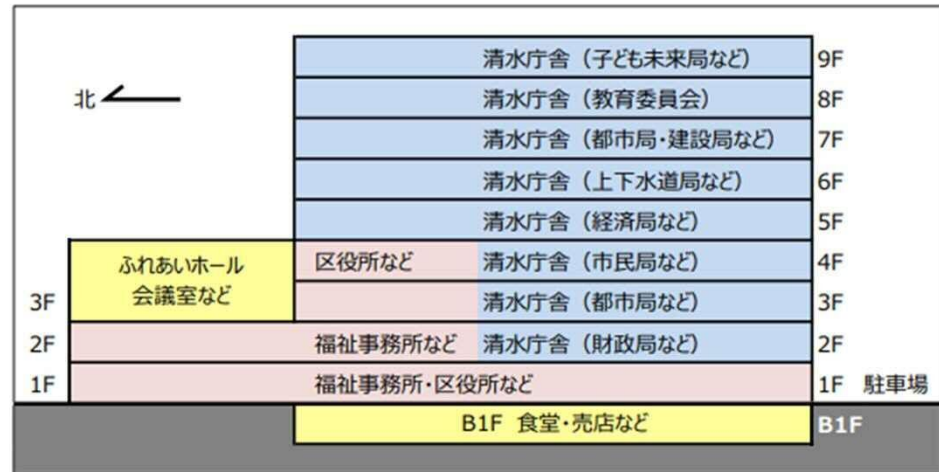 清水庁舎（子ども未来局など） 9F
北 清水庁舎（教育委員会） 8F
清水庁舎（都市局・建設局など） 7F
清水庁舎（上下水道局など） 6F
清水庁舎（経済局など） 5F
ふれあいホール 区役所など 清水庁舎（市民局など） 4F
会議室など
3F 清水庁舎（都市局など） 3F
2F 福祉事務所など 清水庁舎（財政局など） 2F
1F 福祉事務所・区役所など 1F 駐車場
B1F 食堂・売店など B1F